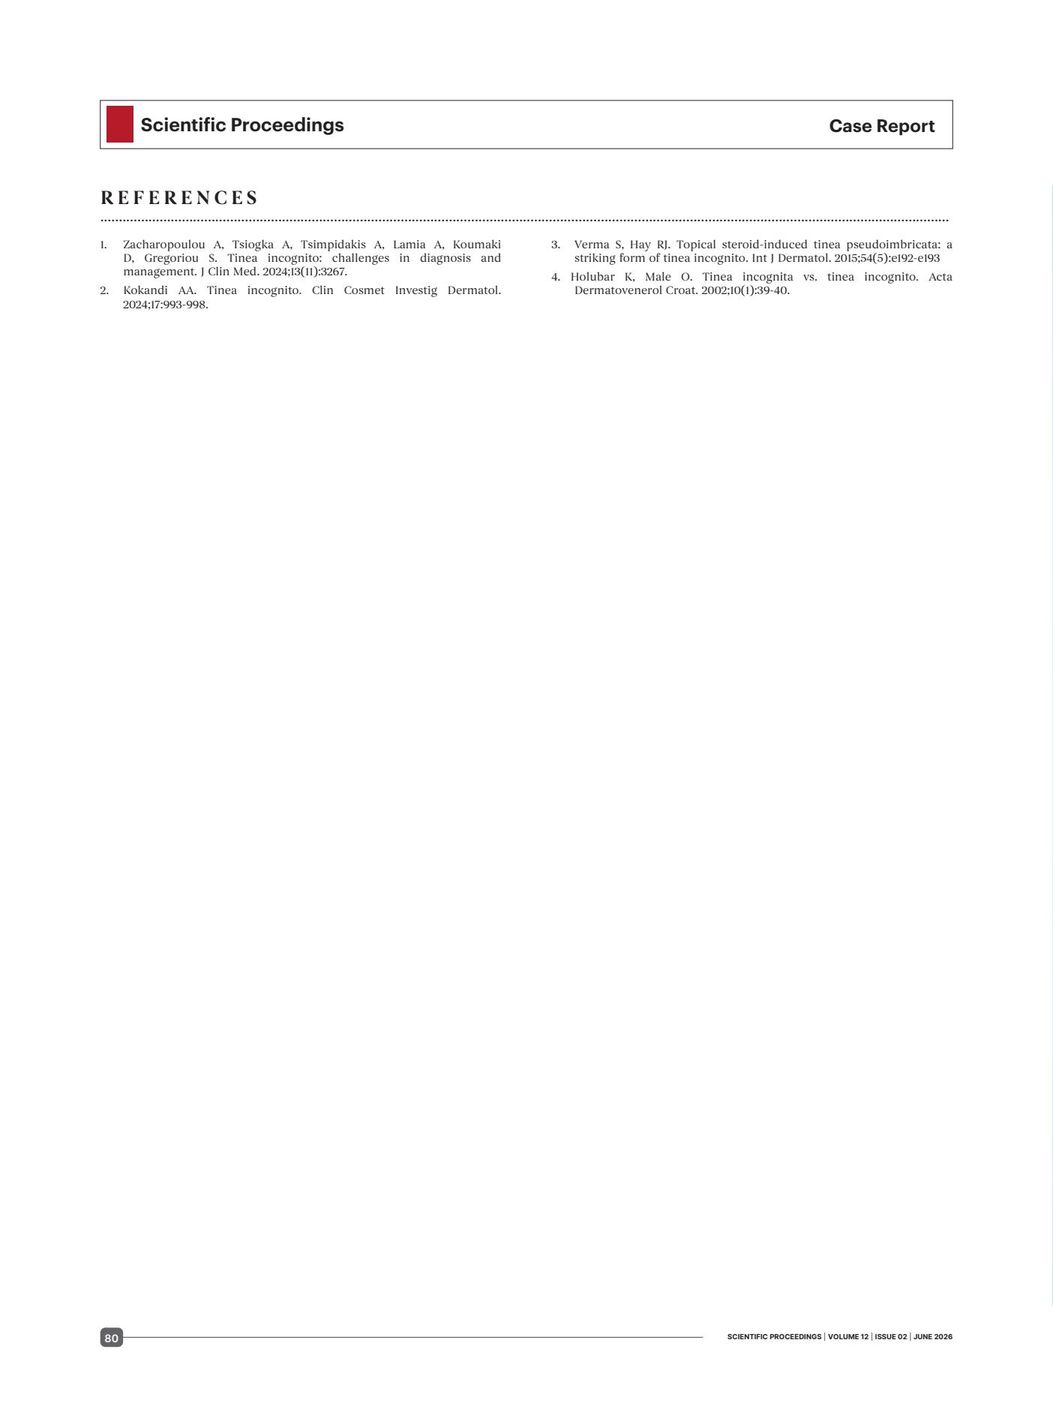 Scientific Proceedings
Case Report
REFERENCES
1. Zacharopoulou A, Tsiogka A, Tsimpidakis A, Lamia A, Koumaki
D, Gregoriou S. Tinea incognito: challenges in diagnosis and
management. J Clin Med. 2024;13(11):3267.
2. Kokandi AA. Tinea incognito. Clin Cosmet Investig Dermatol.
2024;17:993-998.
3. Verma S, Hay RJ. Topical steroid-induced tinea pseudoimbricata: a
striking form of tinea incognito. Int J Dermatol. 2015;54(5):e192-e193
4. Holubar K, Male O. Tinea incognita vs. tinea incognito. Acta
Dermatovenerol Croat. 2002;10(1):39-40.
80
SCIENTIFIC PROCEEDINGS | VOLUME 12 | ISSUE 02 | JUNE 2026